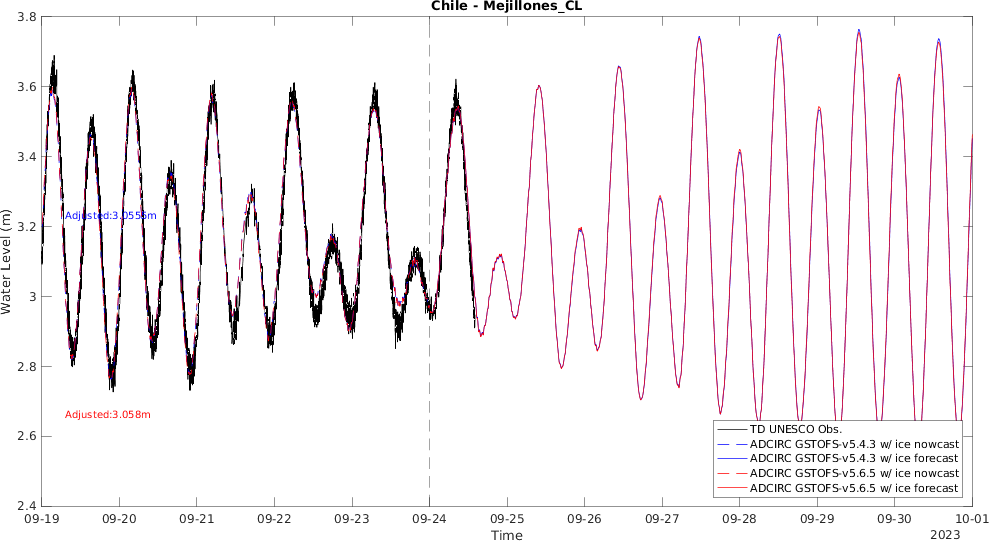 Chile - Mejillones_CL
3.8
3.6
3.4
3.2
3
2.8
2.6
2.4
Water Level (m)
Adjusted:3.0555m
Adjusted:3.058m
TD UNESCO Obs.
ADCIRC GSTOFS-v5.4.3 w/ ice nowcast
ADCIRC GSTOFS-v5.4.3 w/ ice forecast
ADCIRC GSTOFS-v5.6.5 w/ ice nowcast
ADCIRC GSTOFS-v5.6.5 w/ ice forecast
09-19 09-20 09-21 09-22 09-23 09-24 09-25 09-26 09-27 09-28 09-29 09-30 10-01
Time
2023